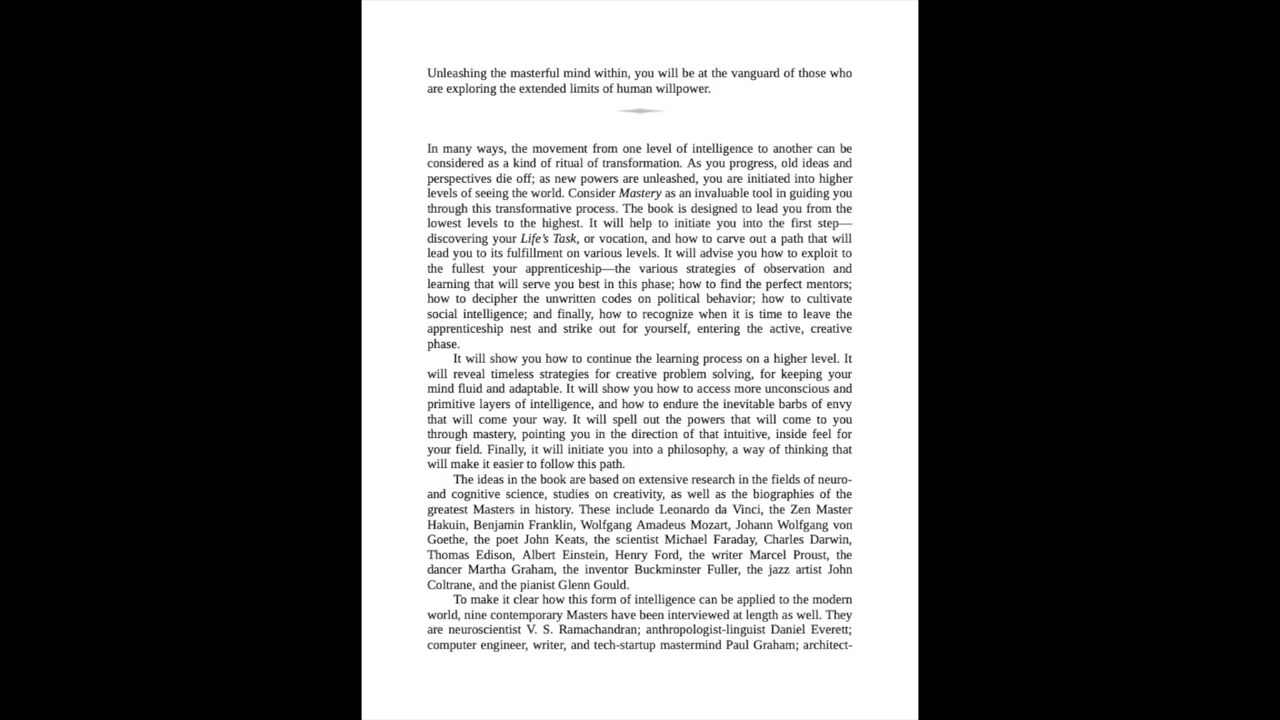 Unleashing the masterful mind within, you will be at the vanguard of those who
are exploring the extended limits of human willpower.
In many ways, the movement from one level of intelligence to another can be
considered as a kind of ritual of transformation. As you progress, old ideas and
perspectives die off; as new powers are unleashed, you are initiated into higher
levels of seeing the world. Consider Mastery as an invaluable tool in guiding you
through this transformative process. The book is designed to lead you from the
lowest levels to the highest. It will help to initiate you into the first step—
discovering your Life's Task, or vocation, and how to carve out a path that will
lead you to its fulfillment on various levels. It will advise you how to exploit to
the fullest your apprenticeship—the various strategies of observation and
learning that will serve you best in this phase; how to find the perfect mentors;
how to decipher the unwritten codes on political behavior; how to cultivate
social intelligence; and finally, how to recognize when it is time to leave the
apprenticeship nest and strike out for yourself, entering the active, creative
phase.
It will show you how to continue the learning process on a higher level. It
will reveal timeless strategies for creative problem solving, for keeping your
mind fluid and adaptable. It will show you how to access more unconscious and
primitive layers of intelligence, and how to endure the inevitable barbs of envy
that will come your way. It will spell out the powers that will come to you
through mastery, pointing you in the direction of that intuitive, inside feel for
your field. Finally, it will initiate you into a philosophy, a way of thinking that
will make it easier to follow this path.
The ideas in the book are based on extensive research in the fields of neuro-
and cognitive science, studies on creativity, as well as the biographies of the
greatest Masters in history. These include Leonardo da Vinci, the Zen Master
Hakuin, Benjamin Franklin, Wolfgang Amadeus Mozart, Johann Wolfgang von
Goethe, the poet John Keats, the scientist Michael Faraday, Charles Darwin,
Thomas Edison, Albert Einstein, Henry Ford, the writer Marcel Proust, the
dancer Martha Graham, the inventor Buckminster Fuller, the jazz artist John
Coltrane, and the pianist Glenn Gould.
To make it clear how this form of intelligence can be applied to the modern
world, nine contemporary Masters have been interviewed at length as well. They
are neuroscientist V. S. Ramachandran; anthropologist-linguist Daniel Everett;
computer engineer, writer, and tech-startup mastermind Paul Graham; architect-